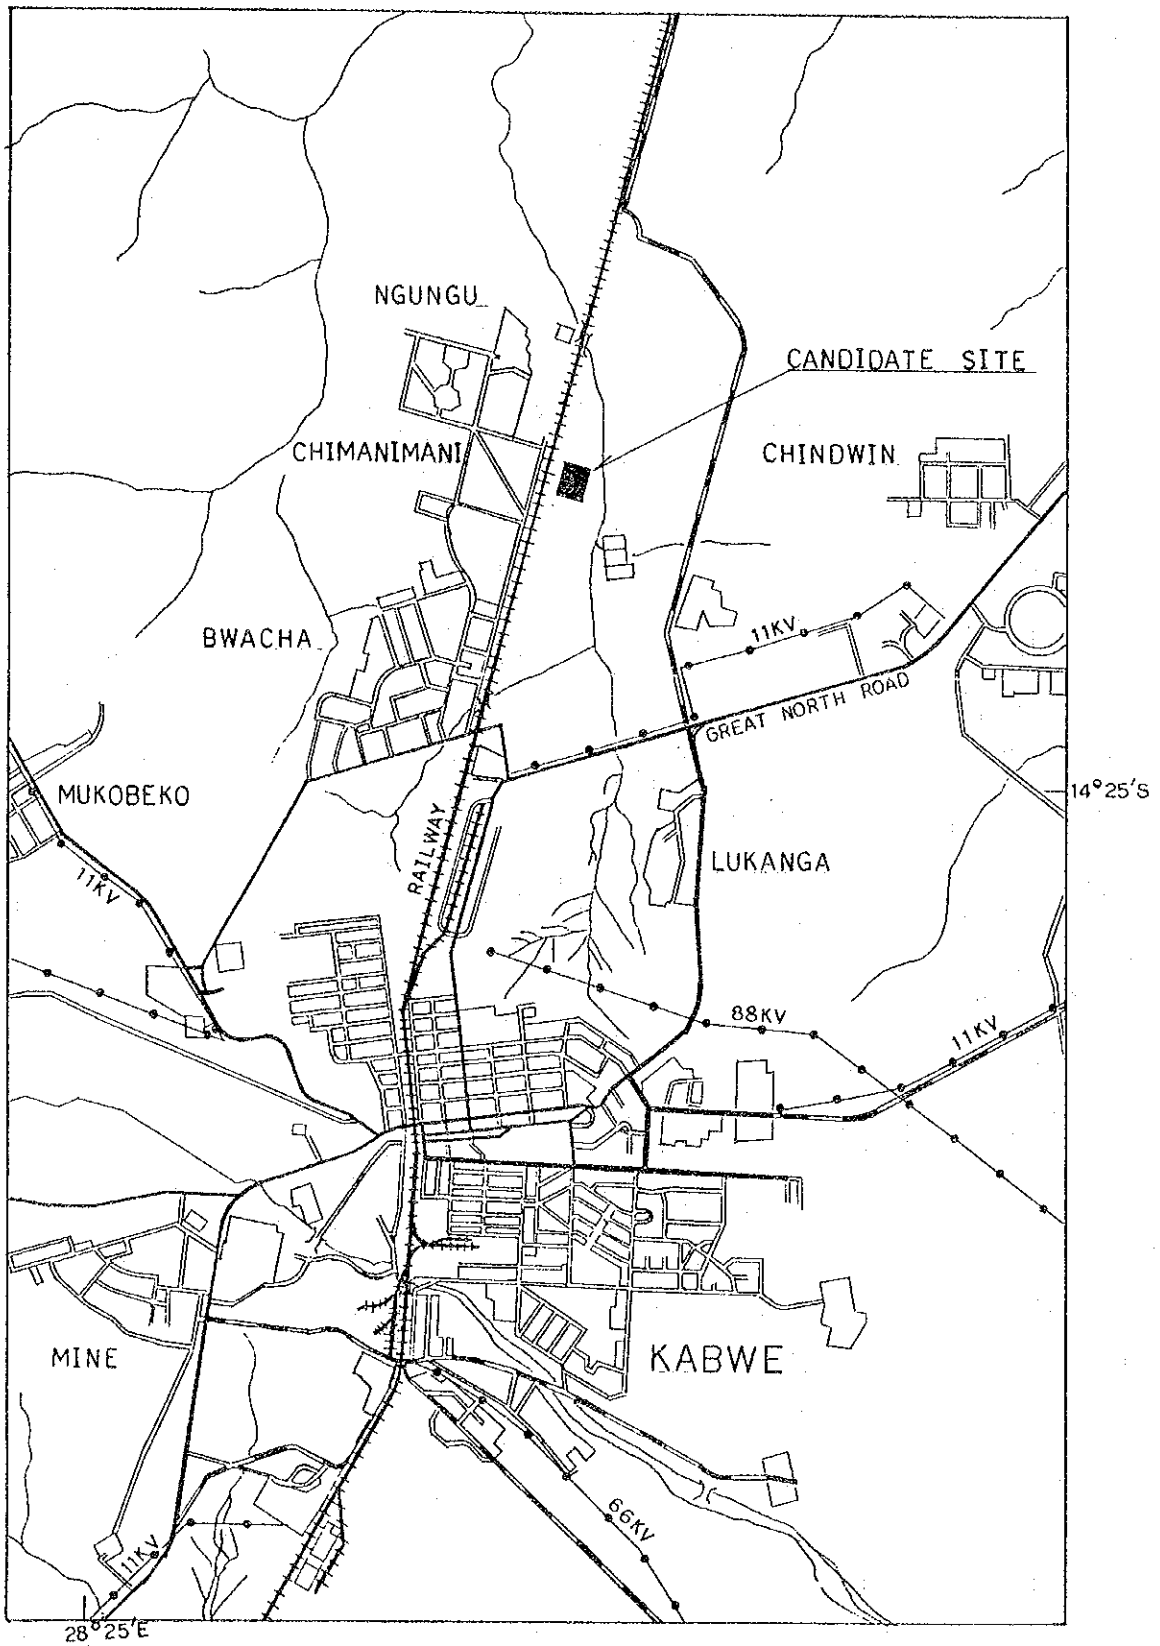 NGUNGU
CANDIDATE SITE
CHIMANIMANI
CHINDWIN
BWACHA
11KV
GREAT NORTH ROAD
MUKOBEKO
14°25'S
RAILWAY
LUKANGA
11KV
88KV
11KV
MINE
KABWE
66KV
11KV
28°25'E